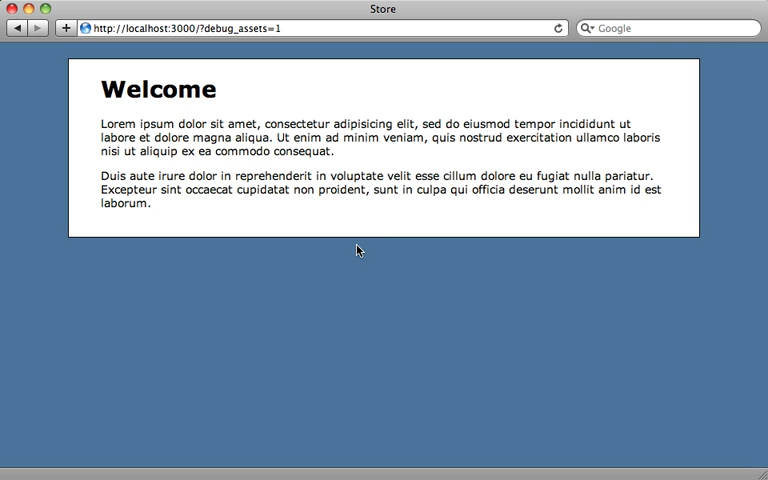 Store
http://localhost:3000/?debug_assets=1
Google
Welcome
Lorem ipsum dolor sit amet, consectetur adipisicing elit, sed do eiusmod tempor incididunt ut
labore et dolore magna aliqua. Ut enim ad minim veniam, quis nostrud exercitation ullamco laboris
nisi ut aliquip ex ea commodo consequat.
Duis aute irure dolor in reprehenderit in voluptate velit esse cillum dolore eu fugiat nulla pariatur.
Excepteur sint occaecat cupidatat non proident, sunt in culpa qui officia deserunt mollit anim id est
laborum.